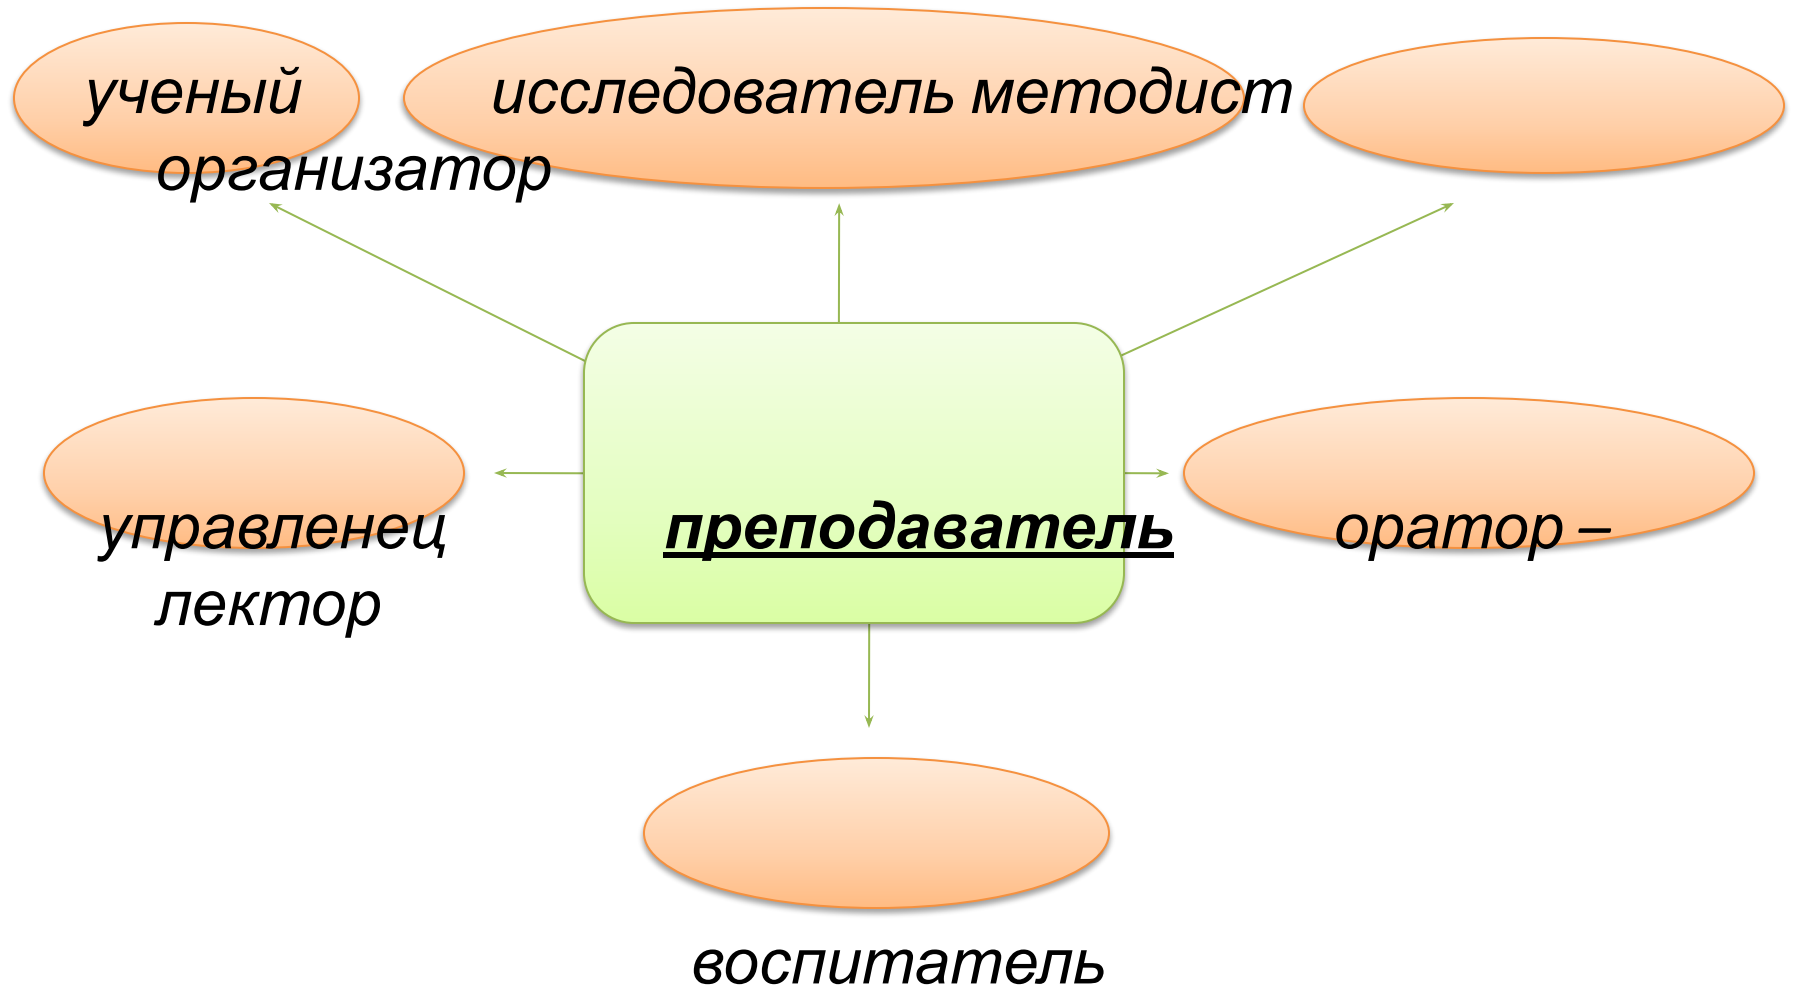 ученый исследователь методист
организатор
управленец преподаватель оратор –
лектор
воспитатель